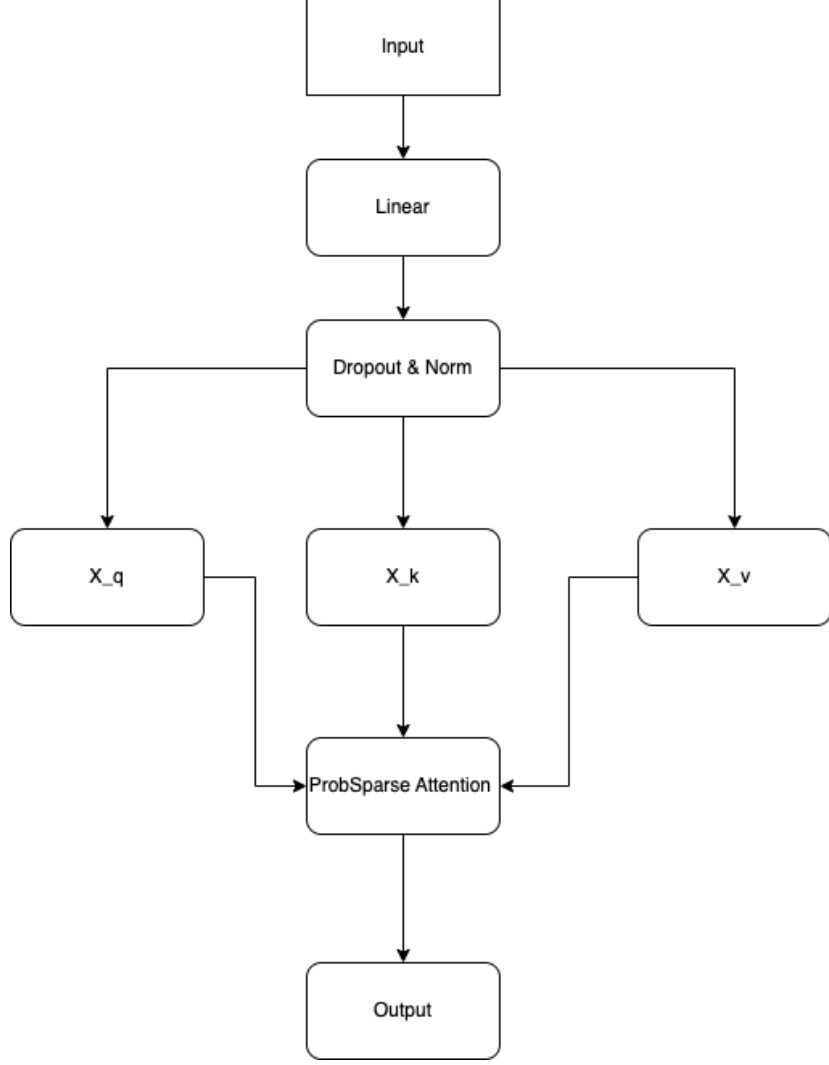 Input
Linear
Dropout & Norm
X_q
X_k
X_v
ProbSparse Attention
Output